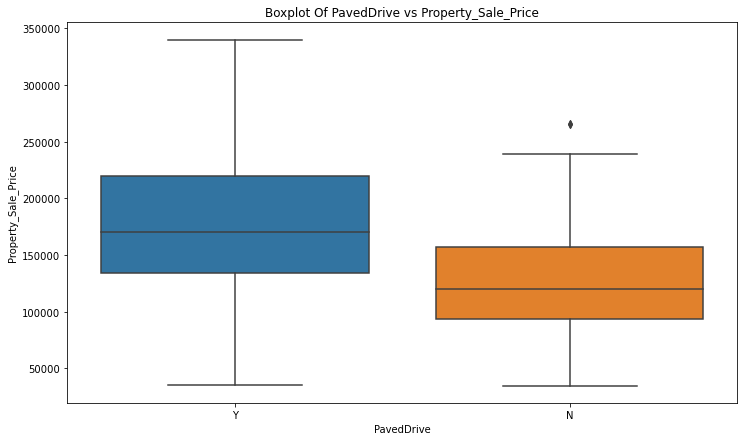 Boxplot Of PavedDrive vs Property_Sale_Price
350000
300000
250000
200000
150000
100000
50000
Property_Sale_Price
Y N
PavedDrive